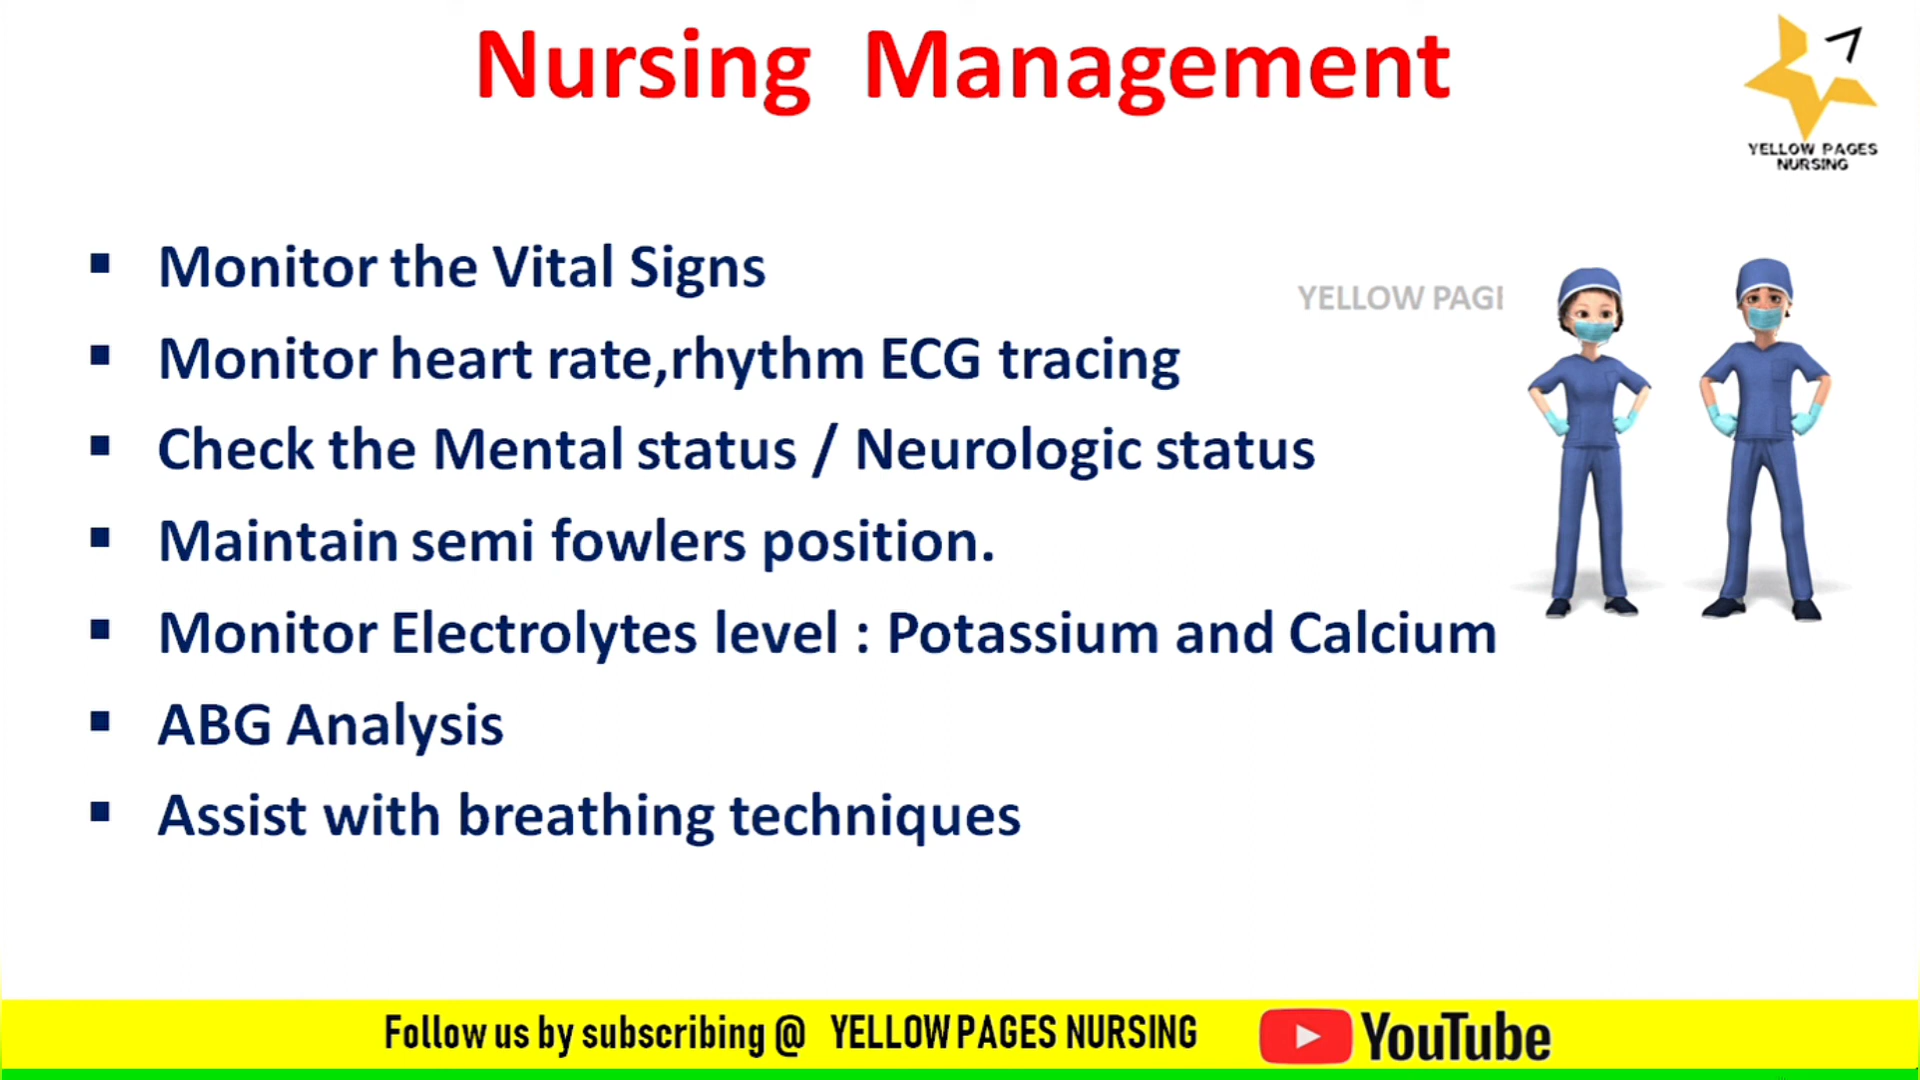 Nursing Management
YELLOW PAGES
NURSING
▪ Monitor the Vital Signs
YELLOW PAGE
▪ Monitor heart rate,rhythm ECG tracing
▪ Check the Mental status / Neurologic status
▪ Maintain semi fowlers position.
▪ Monitor Electrolytes level : Potassium and Calcium
▪ ABG Analysis
▪ Assist with breathing techniques
Follow us by subscribing @ YELLOW PAGES NURSING YouTube